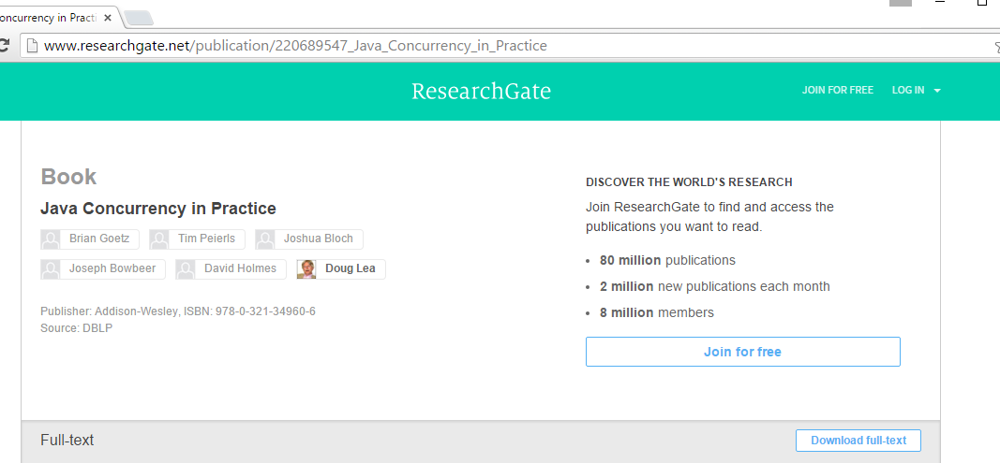 oncurrency in Practi
www.researchgate.net/publication/220689547_Java_Concurrency_in_Practice
ResearchGate
JOIN FOR FREE LOG IN
Book
Java Concurrency in Practice
Brian Goetz Tim Peierls Joshua Bloch
Joseph Bowbeer David Holmes Doug Lea
Publisher: Addison-Wesley, ISBN: 978-0-321-34960-6
Source: DBLP
DISCOVER THE WORLD'S RESEARCH
Join ResearchGate to find and access the
publications you want to read.
• 80 million publications
• 2 million new publications each month
• 8 million members
Join for free
Full-text
Download full-text